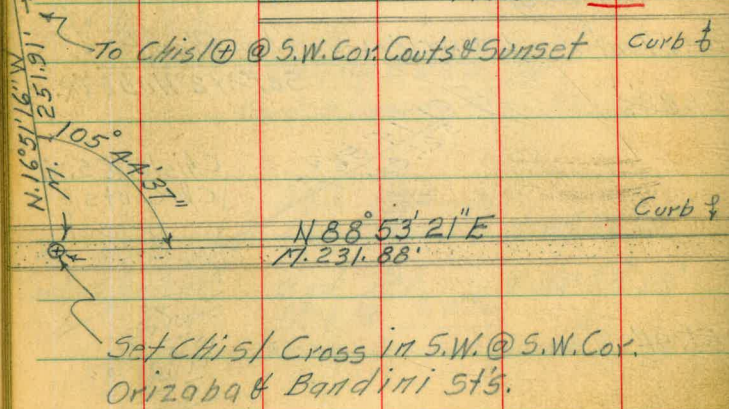 To Chisl ⊕ @ S.W. Cor. Couts & Sunset
Curb
N.16°51'16"W
M. 251.91'
105°44'37"
Curb
N88°53'21"E
M. 231.88'
Set Chisl Cross in S.W. @ S.W. Cor.
Orizaba & Bandini St's.